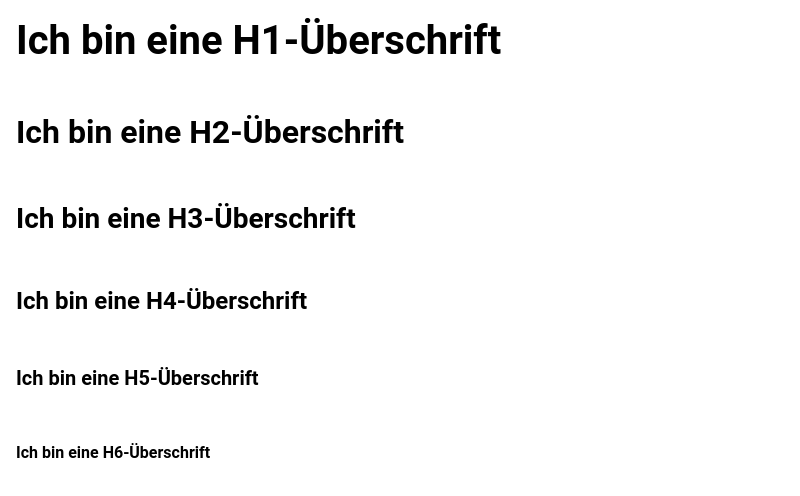 Ich bin eine H1-Überschrift
Ich bin eine H2-Überschrift
Ich bin eine H3-Überschrift
Ich bin eine H4-Überschrift
Ich bin eine H5-Überschrift
Ich bin eine H6-Überschrift